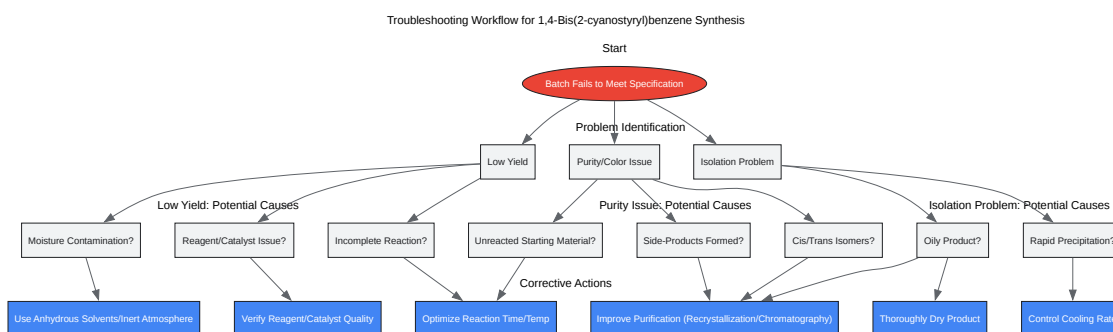 Troubleshooting Workflow for 1,4-Bis(2-cyanostyryl)benzene Synthesis
Start
Batch Fails to Meet Specification
Problem Identification
Low Yield
Purity/Color Issue
Isolation Problem
Low Yield: Potential Causes
Purity Issue: Potential Causes
Isolation Problem: Potential Causes
Moisture Contamination?
Reagent/Catalyst Issue?
Incomplete Reaction?
Unreacted Starting Material?
Side-Products Formed?
Cis/Trans Isomers?
Oily Product?
Rapid Precipitation?
Corrective Actions
Use Anhydrous Solvents/Inert Atmosphere
Verify Reagent/Catalyst Quality
Optimize Reaction Time/Temp
Improve Purification (Recrystallization/Chromatography)
Thoroughly Dry Product
Control Cooling Rat